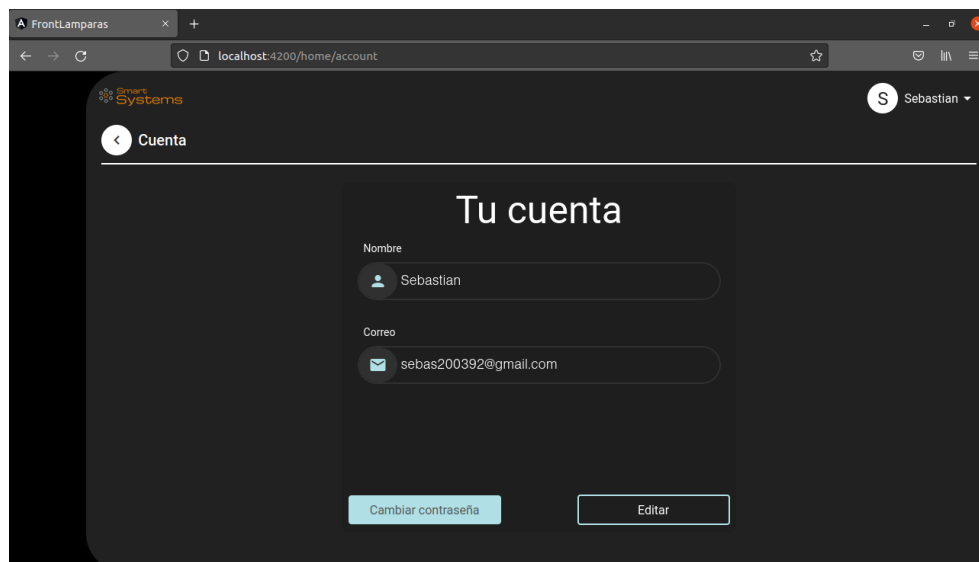 FrontLamparas
localhost:4200/home/account
Smart
Systems
S Sebastian
Cuenta
Tu cuenta
Nombre
Sebastian
Correo
sebas200392@gmail.com
Cambiar contraseña Editar